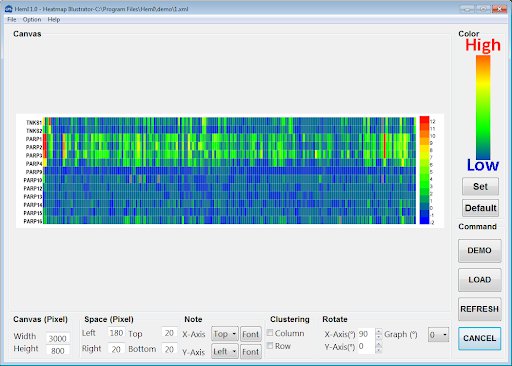 HemI1.0 - Heatmap Illustrator-C:\Program Files\HemI\demo\1.xml
File Option Help
Canvas
Color
High
Low
TNKS1
TNKS2
PARP1
PARP2
PARP3
PARP4
PARP9
PARP10
PARP12
PARP13
PARP14
PARP15
PARP16
12
11
10
9
8
7
6
5
4
3
2
1
0
-1
-2
Set
Default
Command
DEMO
LOAD
REFRESH
CANCEL
Canvas (Pixel) Space (Pixel) Note Clustering Rotate
Width 3000 Left 180 Top 20 X-Axis Top Font Column X-Axis(°) 90 Graph (°) 0
Height 800 Right 20 Bottom 20 Y-Axis Left Font Row Y-Axis(°) 0